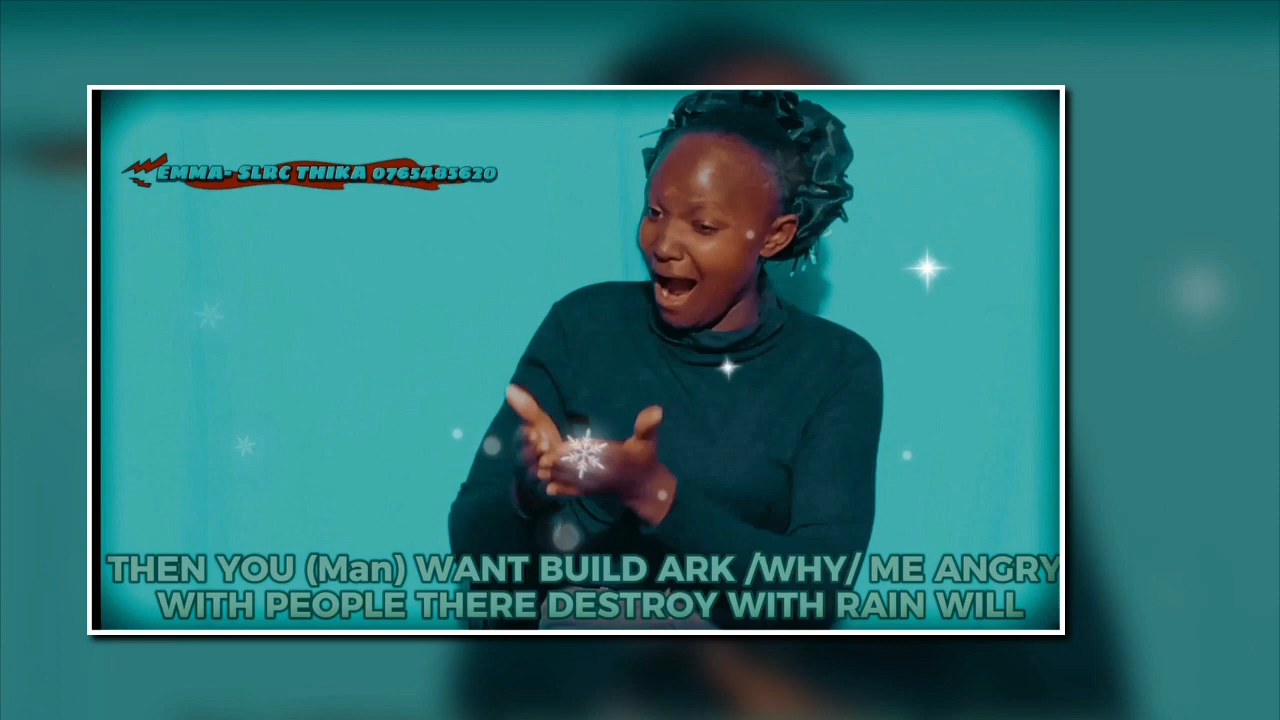 EMMA- SLRC THIKA 0765485620
THEN YOU (Man) WANT BUILD ARK /WHY/ ME ANGRY
WITH PEOPLE THERE DESTROY WITH RAIN WILL